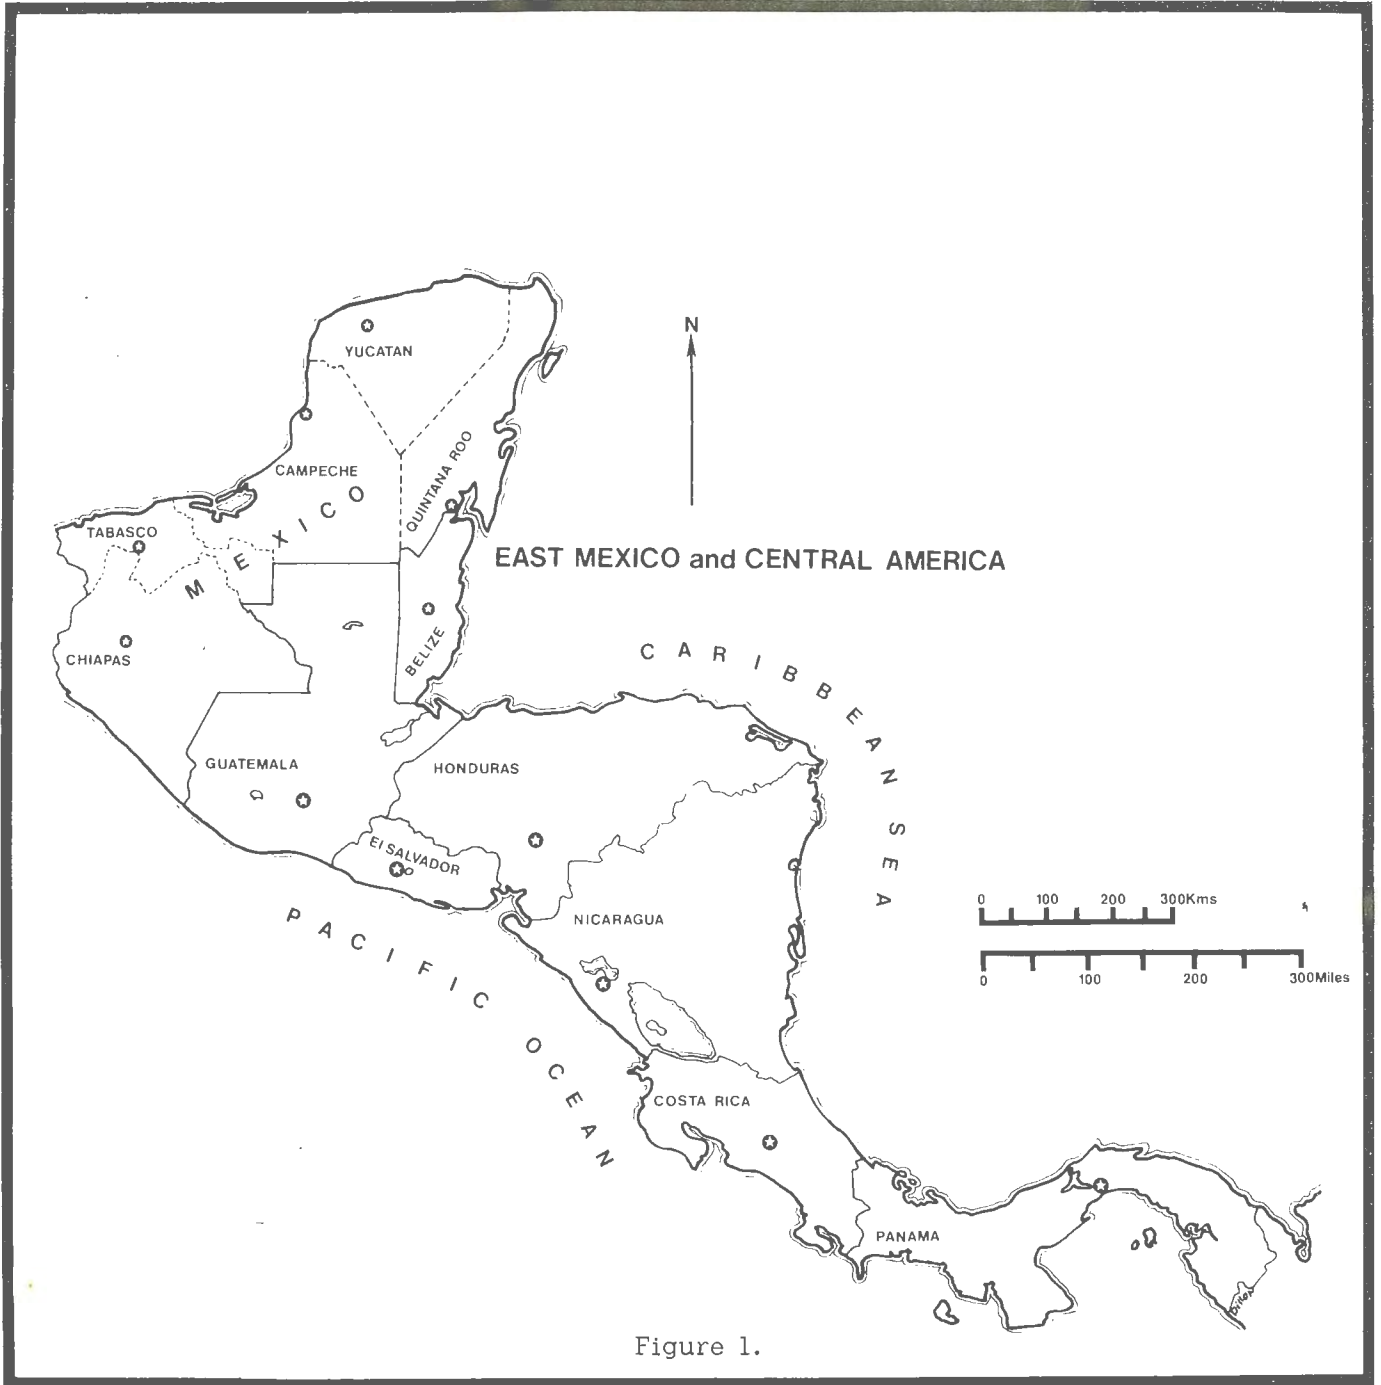 N
YUCATAN
CAMPECHE
QUINTANA ROO
TABASCO
MEXICO
EAST MEXICO and CENTRAL AMERICA
CHIAPAS
BELIZE
CARIBBEAN SEA
GUATEMALA
HONDURAS
El SALVADOR
NICARAGUA
PACIFIC OCEAN
0 100 200 300Kms
0 100 200 300Miles
COSTA RICA
PANAMA
Dillon
Figure 1.